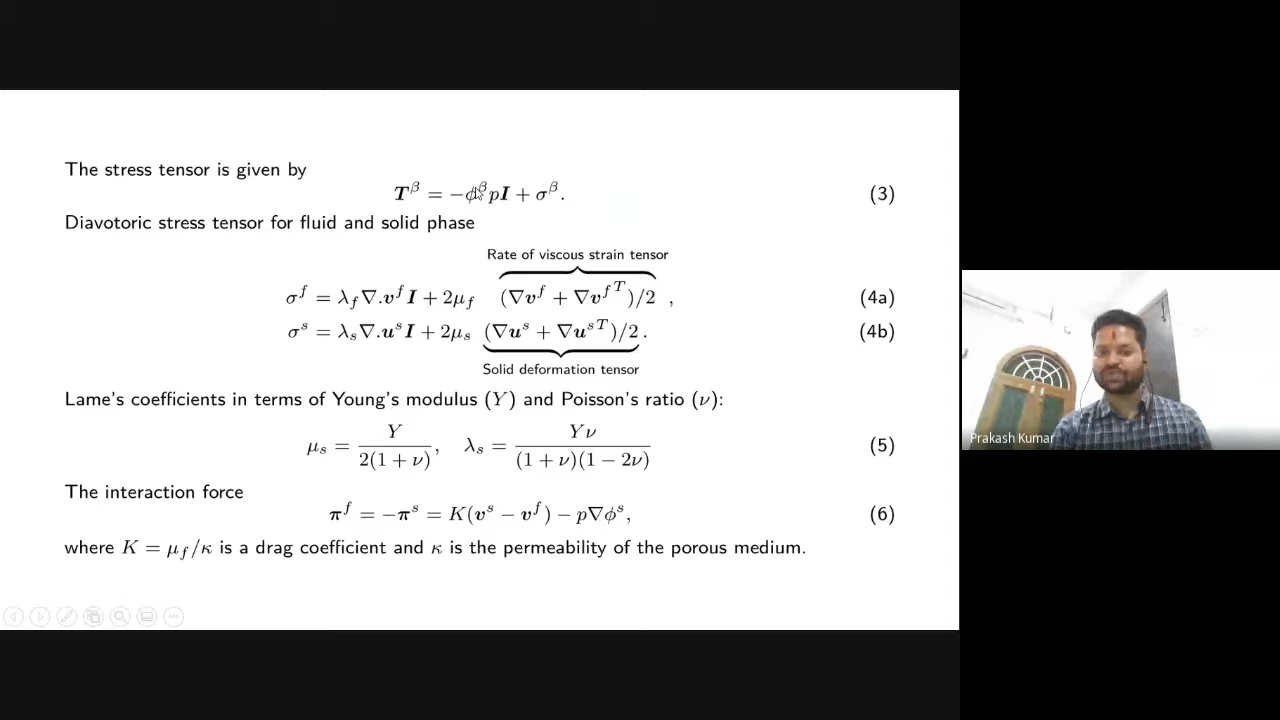 The stress tensor is given by
𝑻^β = −ϕ^β p𝑰 + σ^β. (3)
Diavotoric stress tensor for fluid and solid phase
Rate of viscous strain tensor
σ^f = λ_f ∇.𝒗^f 𝑰 + 2μ_f (∇𝒗^f + ∇𝒗^f^T)/2 , (4a)
σ^s = λ_s ∇.𝒖^s 𝑰 + 2μ_s (∇𝒖^s + ∇𝒖^s^T)/2 . (4b)
Solid deformation tensor
Lame's coefficients in terms of Young's modulus (Y) and Poisson's ratio (ν):
μ_s = Y / 2(1 + ν), λ_s = Yν / (1 + ν)(1 − 2ν) (5)
The interaction force
𝝅^f = −𝝅^s = K(𝒗^s − 𝒗^f) − p∇ϕ^s, (6)
where K = μ_f/κ is a drag coefficient and κ is the permeability of the porous medium.
Prakash Kumar